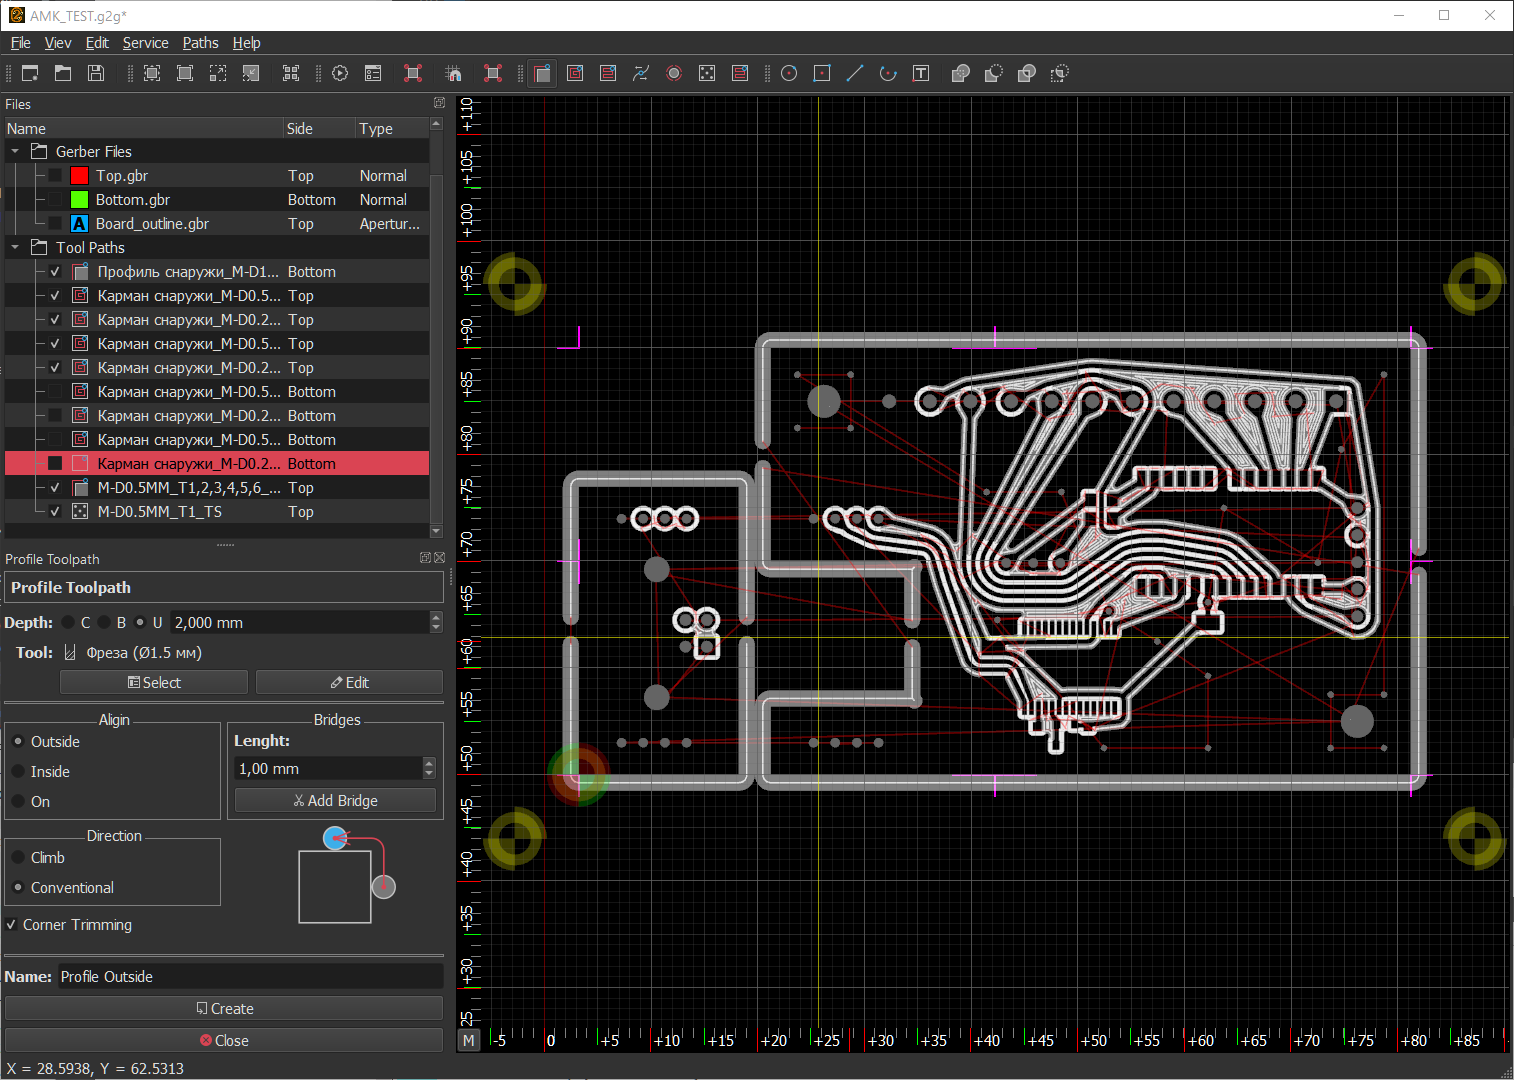 AMK_TEST.g2g*
File Viev Edit Service Paths Help
Files
Name Side Type
Gerber Files
Top.gbr Top Normal
Bottom.gbr Bottom Normal
A Board_outline.gbr Top Apertur...
Tool Paths
Профиль снаружи_M-D1... Bottom
Карман снаружи_M-D0.5... Top
Карман снаружи_M-D0.2... Top
Карман снаружи_M-D0.5... Top
Карман снаружи_M-D0.2... Top
Карман снаружи_M-D0.5... Bottom
Карман снаружи_M-D0.2... Bottom
Карман снаружи_M-D0.5... Bottom
Карман снаружи_M-D0.2... Bottom
M-D0.5MM_T1,2,3,4,5,6_... Top
M-D0.5MM_T1_TS Top
Profile Toolpath
Profile Toolpath
Depth: C B U 2,000 mm
Tool: Фреза (Ø1.5 мм)
Select Edit
Aligin
Outside
Inside
On
Bridges
Lenght:
1,00 mm
Add Bridge
Direction
Climb
Conventional
Corner Trimming
Name: Profile Outside
Create
Close
X = 28.5938, Y = 62.5313
+110
+105
+100
+95
+90
+85
+80
+75
+70
+65
+60
+55
+50
+45
+40
+35
+30
25
M -5 0 +5 +10 +15 +20 +25 +30 +35 +40 +45 +50 +55 +60 +65 +70 +75 +80 +85